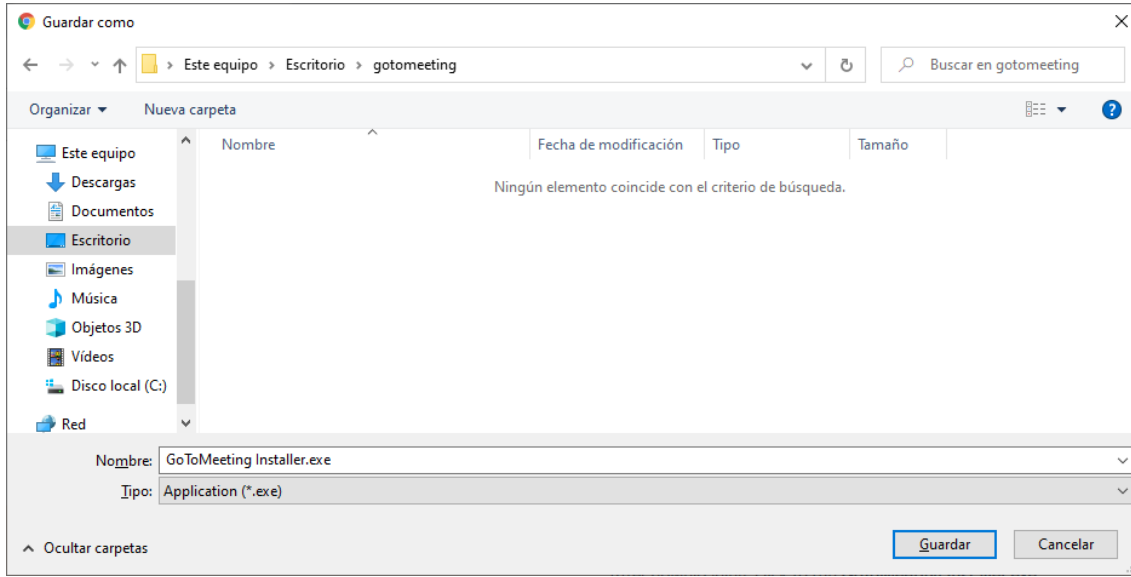 Guardar como
Este equipo > Escritorio > gotomeeting
Buscar en gotomeeting
Organizar
Nueva carpeta
Nombre
Fecha de modificación
Tipo
Tamaño
Ningún elemento coincide con el criterio de búsqueda.
Este equipo
Descargas
Documentos
Escritorio
Imágenes
Música
Objetos 3D
Vídeos
Disco local (C:)
Red
Nombre: GoToMeeting Installer.exe
Tipo: Application (*.exe)
Ocultar carpetas
Guardar
Cancelar